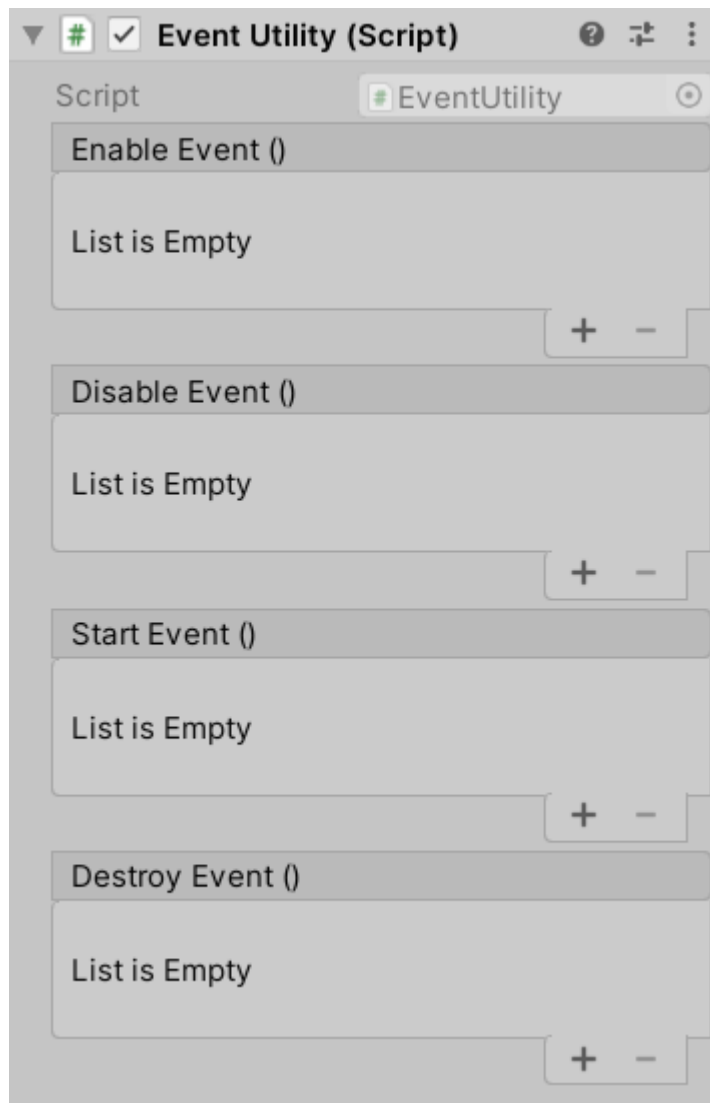 Event Utility (Script)
Script EventUtility
Enable Event ()
List is Empty
+ −
Disable Event ()
List is Empty
+ −
Start Event ()
List is Empty
+ −
Destroy Event ()
List is Empty
+ −